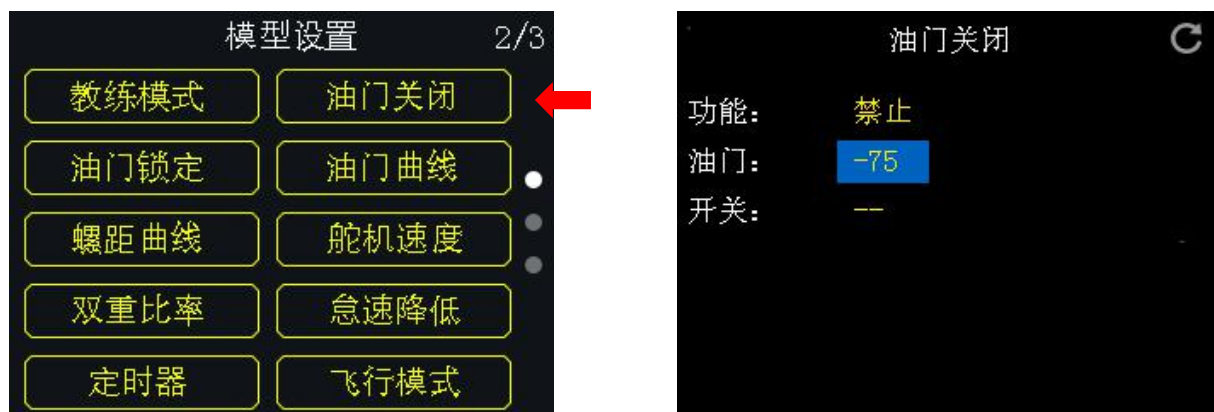 模型设置 2/3
教练模式 油门关闭
油门锁定 油门曲线
螺距曲线 舵机速度
双重比率 怠速降低
定时器 飞行模式
油门关闭
功能： 禁止
油门： -75
开关： --